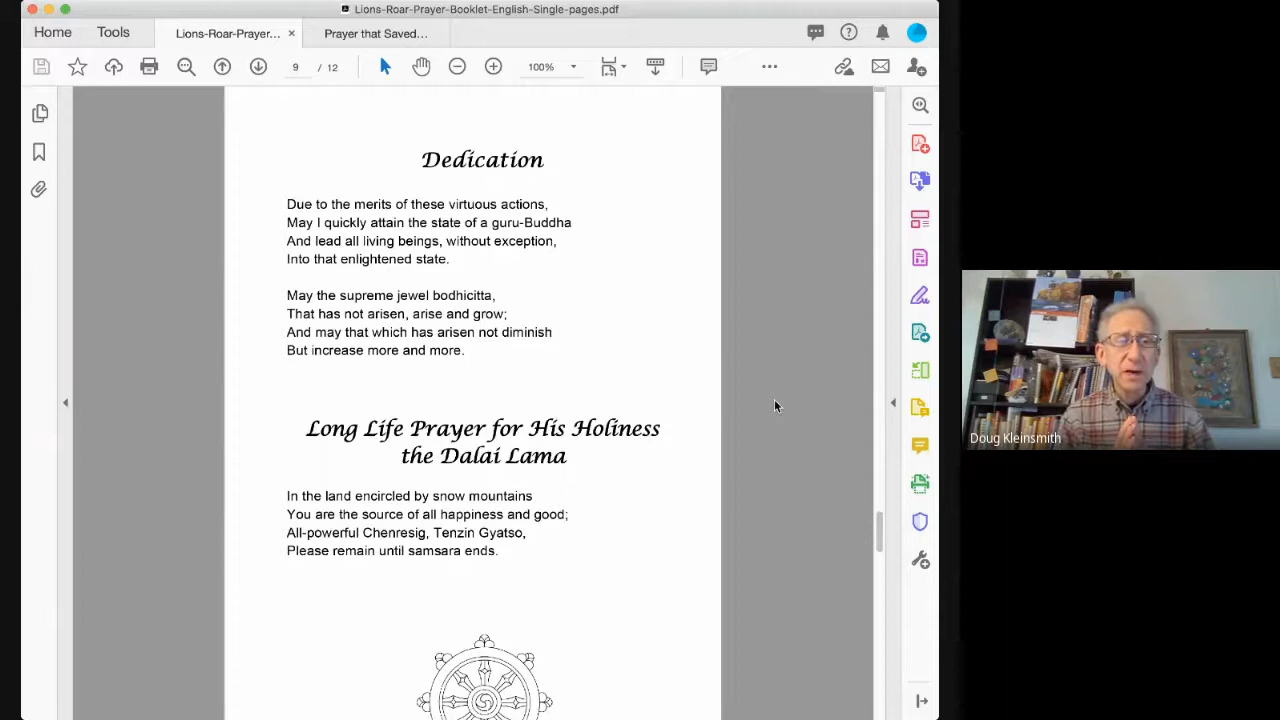 Lions-Roar-Prayer-Booklet-English-Single-pages.pdf
Home
Tools
Lions-Roar-Prayer...
Prayer that Saved...
9 / 12
100%
Dedication
Due to the merits of these virtuous actions,
May I quickly attain the state of a guru-Buddha
And lead all living beings, without exception,
Into that enlightened state.
May the supreme jewel bodhicitta,
That has not arisen, arise and grow;
And may that which has arisen not diminish
But increase more and more.
Long Life Prayer for His Holiness
the Dalai Lama
In the land encircled by snow mountains
You are the source of all happiness and good;
All-powerful Chenresig, Tenzin Gyatso,
Please remain until samsara ends.
Doug Kleinsmith